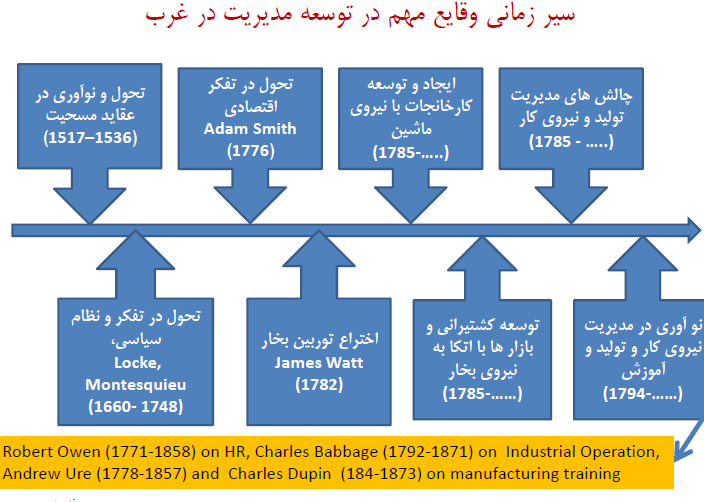 سیر زمانی وقایع مهم در توسعه مدیریت در غرب
تحول و نوآوری در
عقاید مسحیت
(1517–1536)
تحول در تفکر
اقتصادی
Adam Smith
(1776)
ایجاد و توسعه
کارخانجات با نیروی
ماشین
(1785-…..)
چالش های مدیریت
تولید و نیروی کار
(1785 - …..)
تحول در تفکر و نظام
سیاسی،
Locke,
Montesquieu
(1660- 1748)
اختراع توربین بخار
James Watt
(1782)
توسعه کشتیرانی و
بازار ها با اتکا به
نیروی بخار
(1785-……)
نو آوری در مدیریت
نیروی کار و تولید و
آموزش
(1794-……)
Robert Owen (1771-1858) on HR, Charles Babbage (1792-1871) on Industrial Operation,
Andrew Ure (1778-1857) and Charles Dupin (184-1873) on manufacturing training